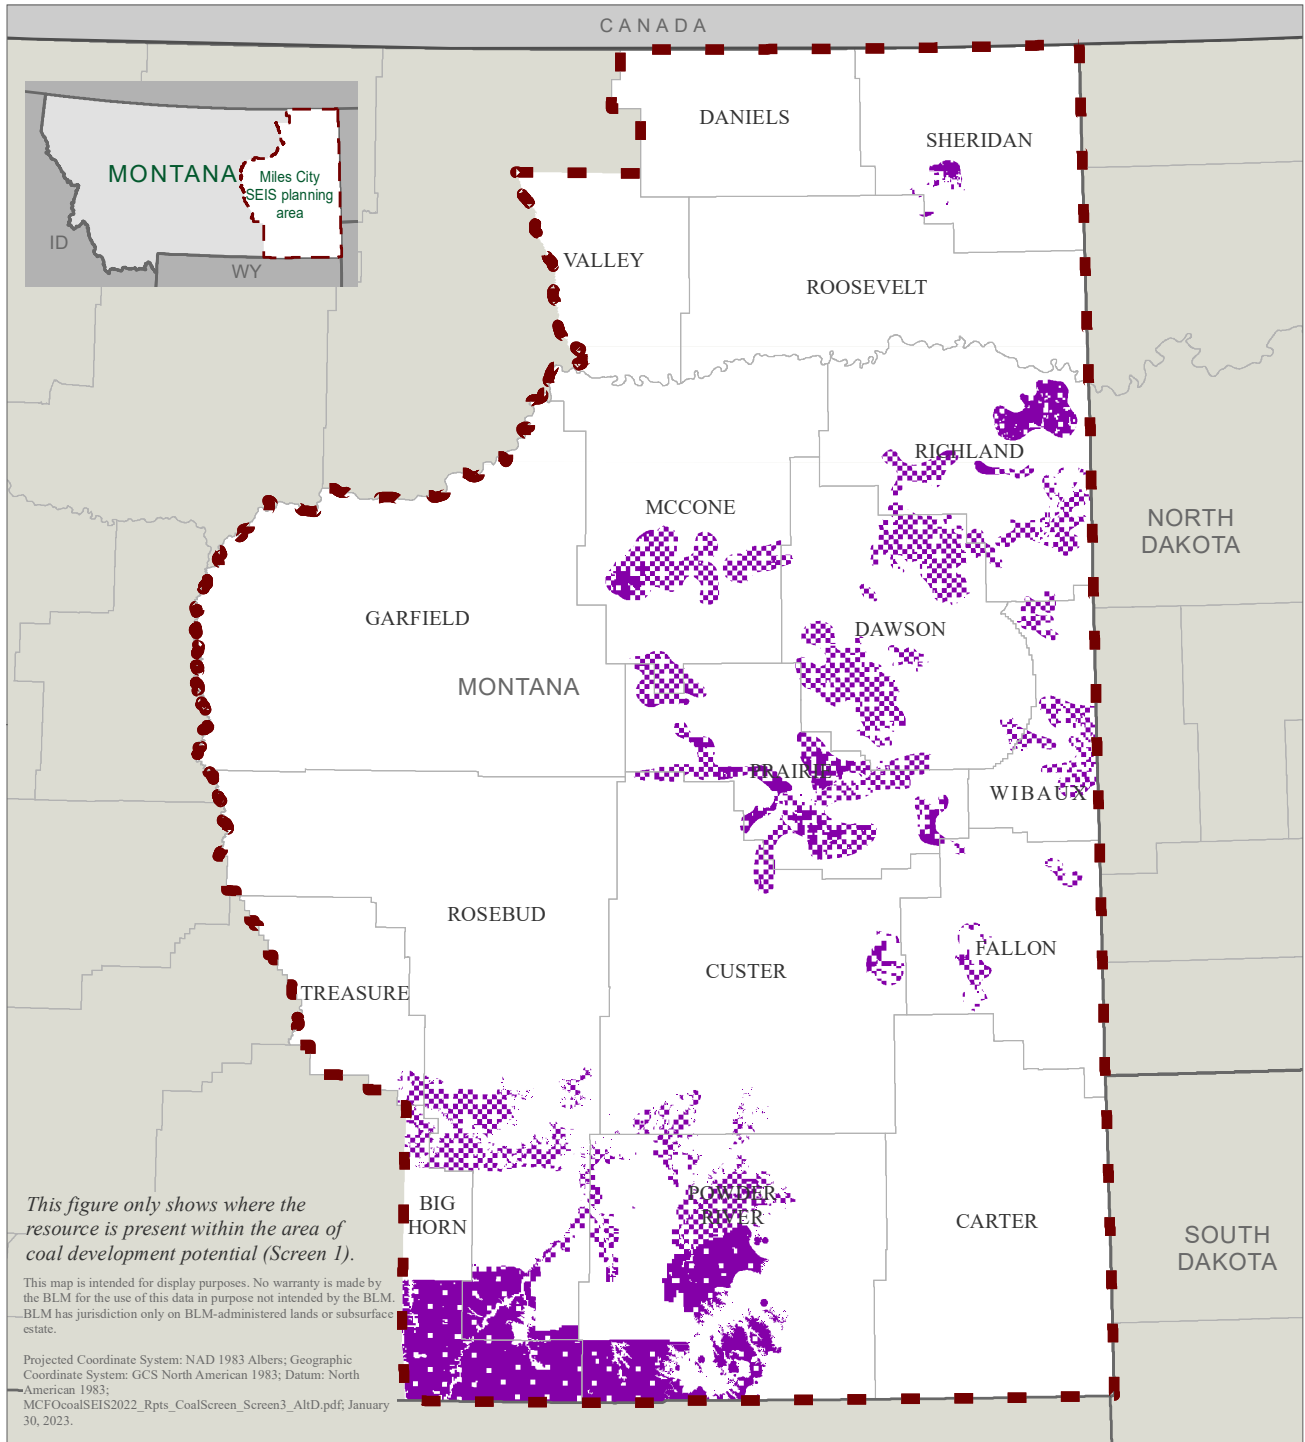 CANADA
DANIELS
SHERIDAN
MONTANA
Miles City
SEIS planning
area
ID
WY
VALLEY
ROOSEVELT
RICHLAND
MCCONE
NORTH
DAKOTA
GARFIELD
DAWSON
MONTANA
PRAIRIE
WIBAUX
ROSEBUD
FALLON
CUSTER
TREASURE
POWDER
RIVER
BIG
HORN
CARTER
SOUTH
DAKOTA
This figure only shows where the
resource is present within the area of
coal development potential (Screen 1).
This map is intended for display purposes. No warranty is made by
the BLM for the use of this data in purpose not intended by the BLM.
BLM has jurisdiction only on BLM-administered lands or subsurface
estate.
Projected Coordinate System: NAD 1983 Albers; Geographic
Coordinate System: GCS North American 1983; Datum: North
American 1983;
MCFOcoalSEIS2022_Rpts_CoalScreen_Screen3_AltD.pdf; January
30, 2023.